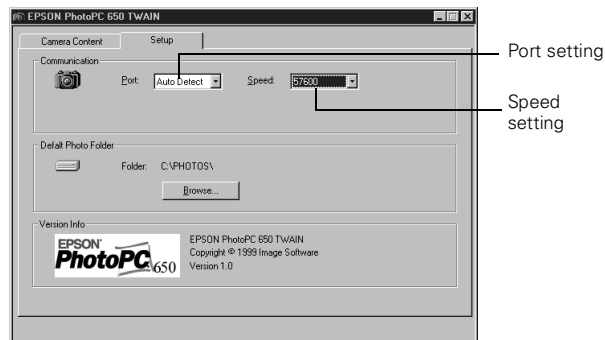 EPSON PhotoPC 650 TWAIN
Camera Content Setup
Communication
Port: Auto Detect Speed: 57600
Port setting
Speed
setting
Defalt Photo Folder
Folder: C:\PHOTOS\
Browse...
Version Info
EPSON
PhotoPC 650
EPSON PhotoPC 650 TWAIN
Copyright © 1999 Image Software
Version 1.0